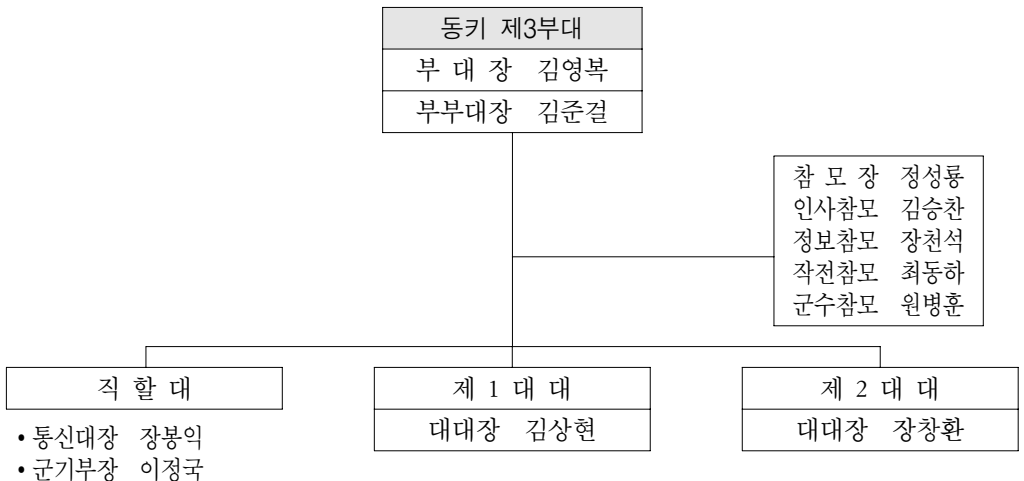 동키 제3부대
부 대 장 김영복
부부대장 김준걸
참 모 장 정성룡
인사참모 김승찬
정보참모 장천석
작전참모 최동하
군수참모 원병훈
직 할 대
• 통신대장 장봉익
• 군기부장 이정국
제 1 대 대
대대장 김상현
제 2 대 대
대대장 장창환